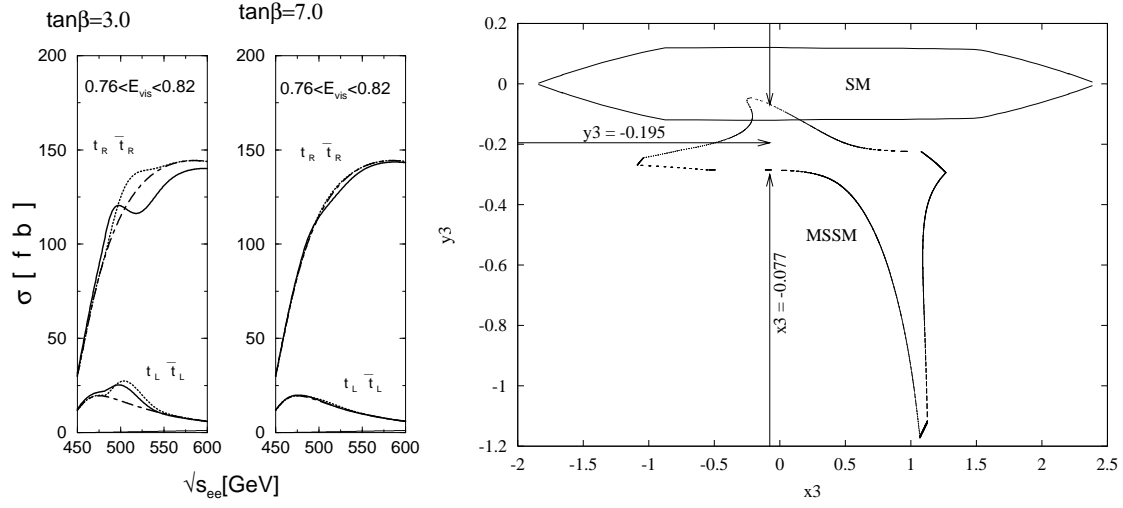 tanβ=3.0
tanβ=7.0
200
150
100
50
0
0.76<E_vis<0.82
t_R t̅_R
t_L t̅_L
450 500 550 600
σ [ f b ]
200
150
100
50
0
0.76<E_vis<0.82
t_R t̅_R
t_L t̅_L
450 500 550 600
√s_ee[GeV]
0.2
0
-0.2
-0.4
-0.6
-0.8
-1
-1.2
y3
SM
y3 = -0.195
MSSM
x3 = -0.077
-2 -1.5 -1 -0.5 0 0.5 1 1.5 2 2.5
x3